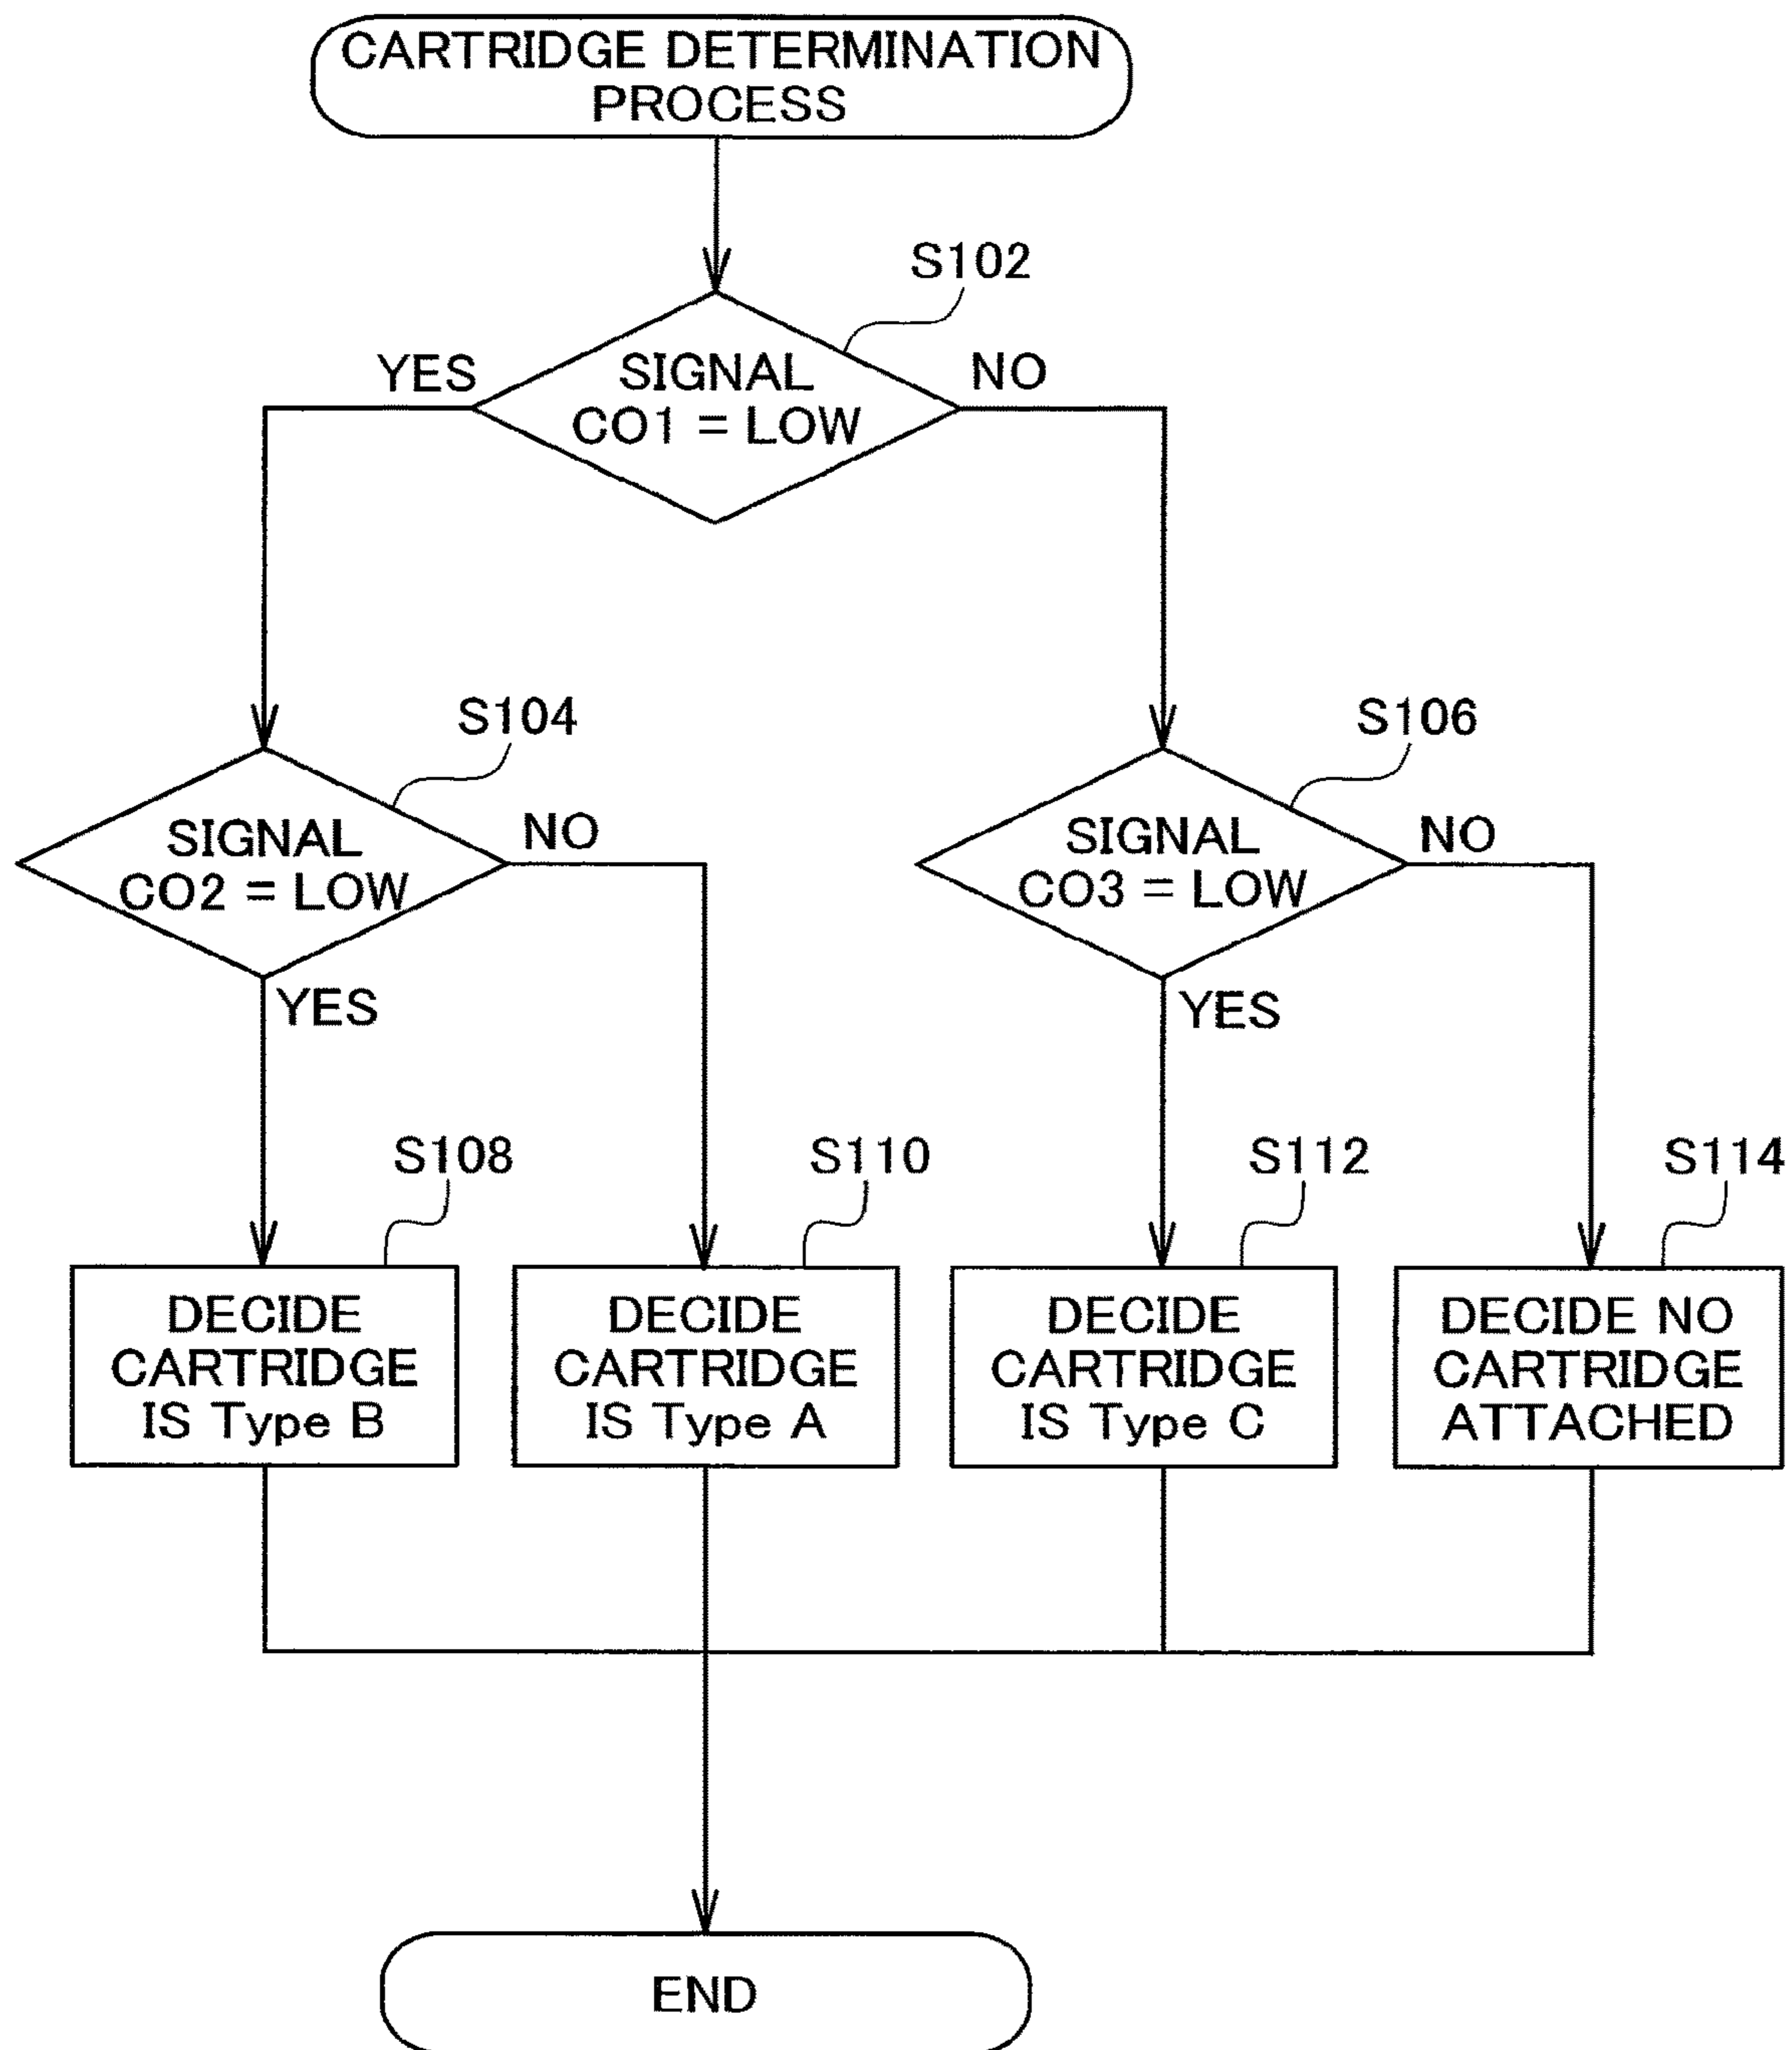 CARTRIDGE DETERMINATION
PROCESS
S102
YES
SIGNAL
CO1 = LOW
NO
S104
SIGNAL
CO2 = LOW
NO
YES
S106
SIGNAL
CO3 = LOW
NO
YES
S108
DECIDE
CARTRIDGE
IS Type B
S110
DECIDE
CARTRIDGE
IS Type A
S112
DECIDE
CARTRIDGE
IS Type C
S114
DECIDE NO
CARTRIDGE
ATTACHED
END